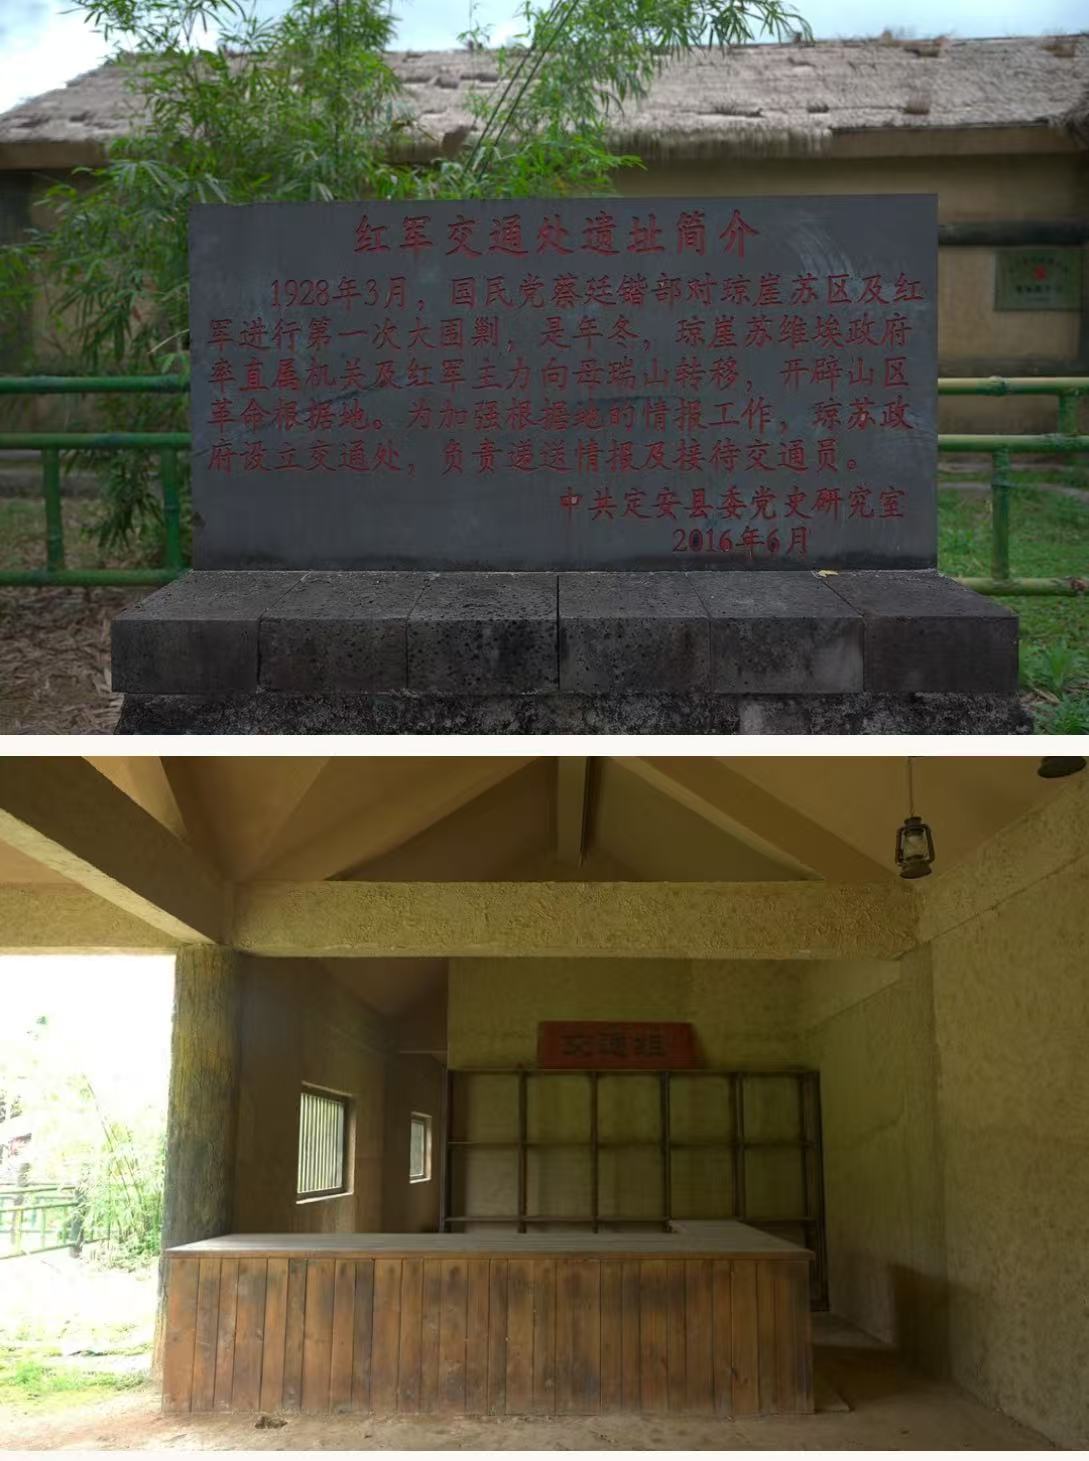 红军交通处遗址简介
1928年3月，国民党蔡廷锴部对琼崖苏区及红
军进行第一次大围剿，是年冬，琼崖苏维埃政府
率直属机关及红军主力向母瑞山转移，开辟山区
革命根据地。为加强根据地的情报工作，琼苏政
府设立交通处，负责递送情报及接待交通员。
中共定安县委党史研究室
2016年6月
交通组